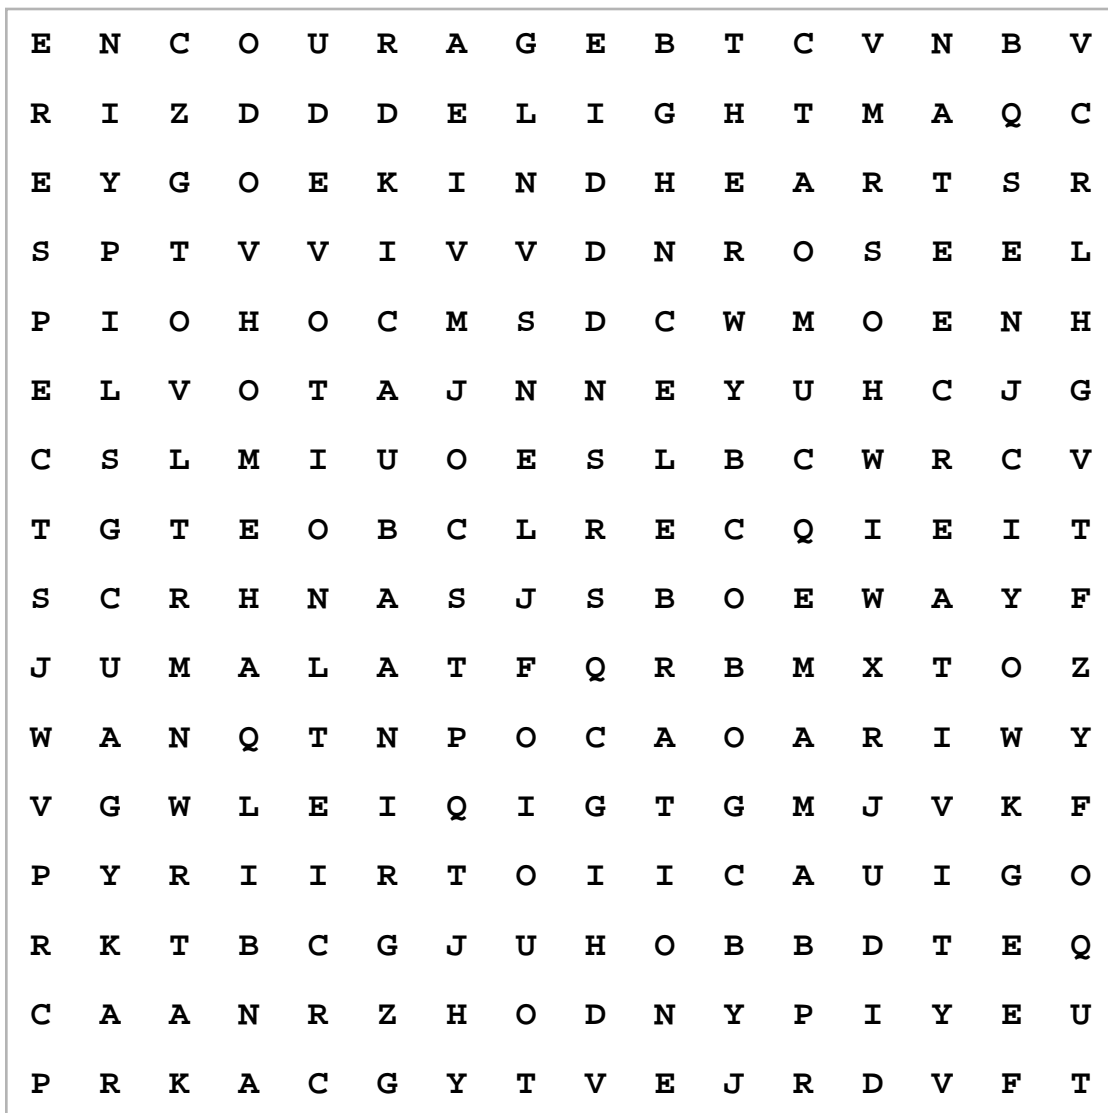 E N C O U R A G E B T C V N B V
R I Z D D D E L I G H T M A Q C
E Y G O E K I N D H E A R T S R
S P T V V I V V D N R O S E E L
P I O H O C M S D C W M O E N H
E L V O T A J N N E Y U H C J G
C S L M I U O E S L B C W R C V
T G T E O B C L R E C Q I E I T
S C R H N A S J S B O E W A Y F
J U M A L A T F Q R B M X T O Z
W A N Q T N P O C A O A R I W Y
V G W L E I Q I G T G M J V K F
P Y R I I R T O I I C A U I G O
R K T B C G J U H O B B D T E Q
C A A N R Z H O D N Y P I Y E U
P R K A C G Y T V E J R D V F T